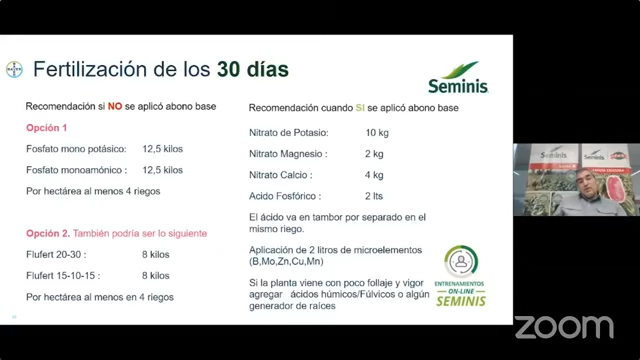 BAYER
Fertilización de los 30 días
Seminis
Recomendación si NO se aplicó abono base
Opción 1
Fosfato mono potásico: 12,5 kilos
Fosfato monoamónico: 12,5 kilos
Por hectárea al menos 4 riegos
Opción 2. También podría ser lo siguiente
Flufert 20-30 : 8 kilos
Flufert 15-10-15 : 8 kilos
Por hectárea al menos en 4 riegos
Recomendación cuando SI se aplicó abono base
Nitrato de Potasio: 10 kg
Nitrato Magnesio : 2 kg
Nitrato Calcio : 4 kg
Acido Fosfórico : 2 lts
El ácido va en tambor por separado en el
mismo riego.
Aplicación de 2 litros de microelementos
(B,Mo,Zn,Cu,Mn)
Si la planta viene con poco follaje y vigor
agregar ácidos húmicos/Fúlvicos o algún
generador de raíces
ENTRENAMIENTOS
ON-LINE
SEMINIS
Seminis
zoom